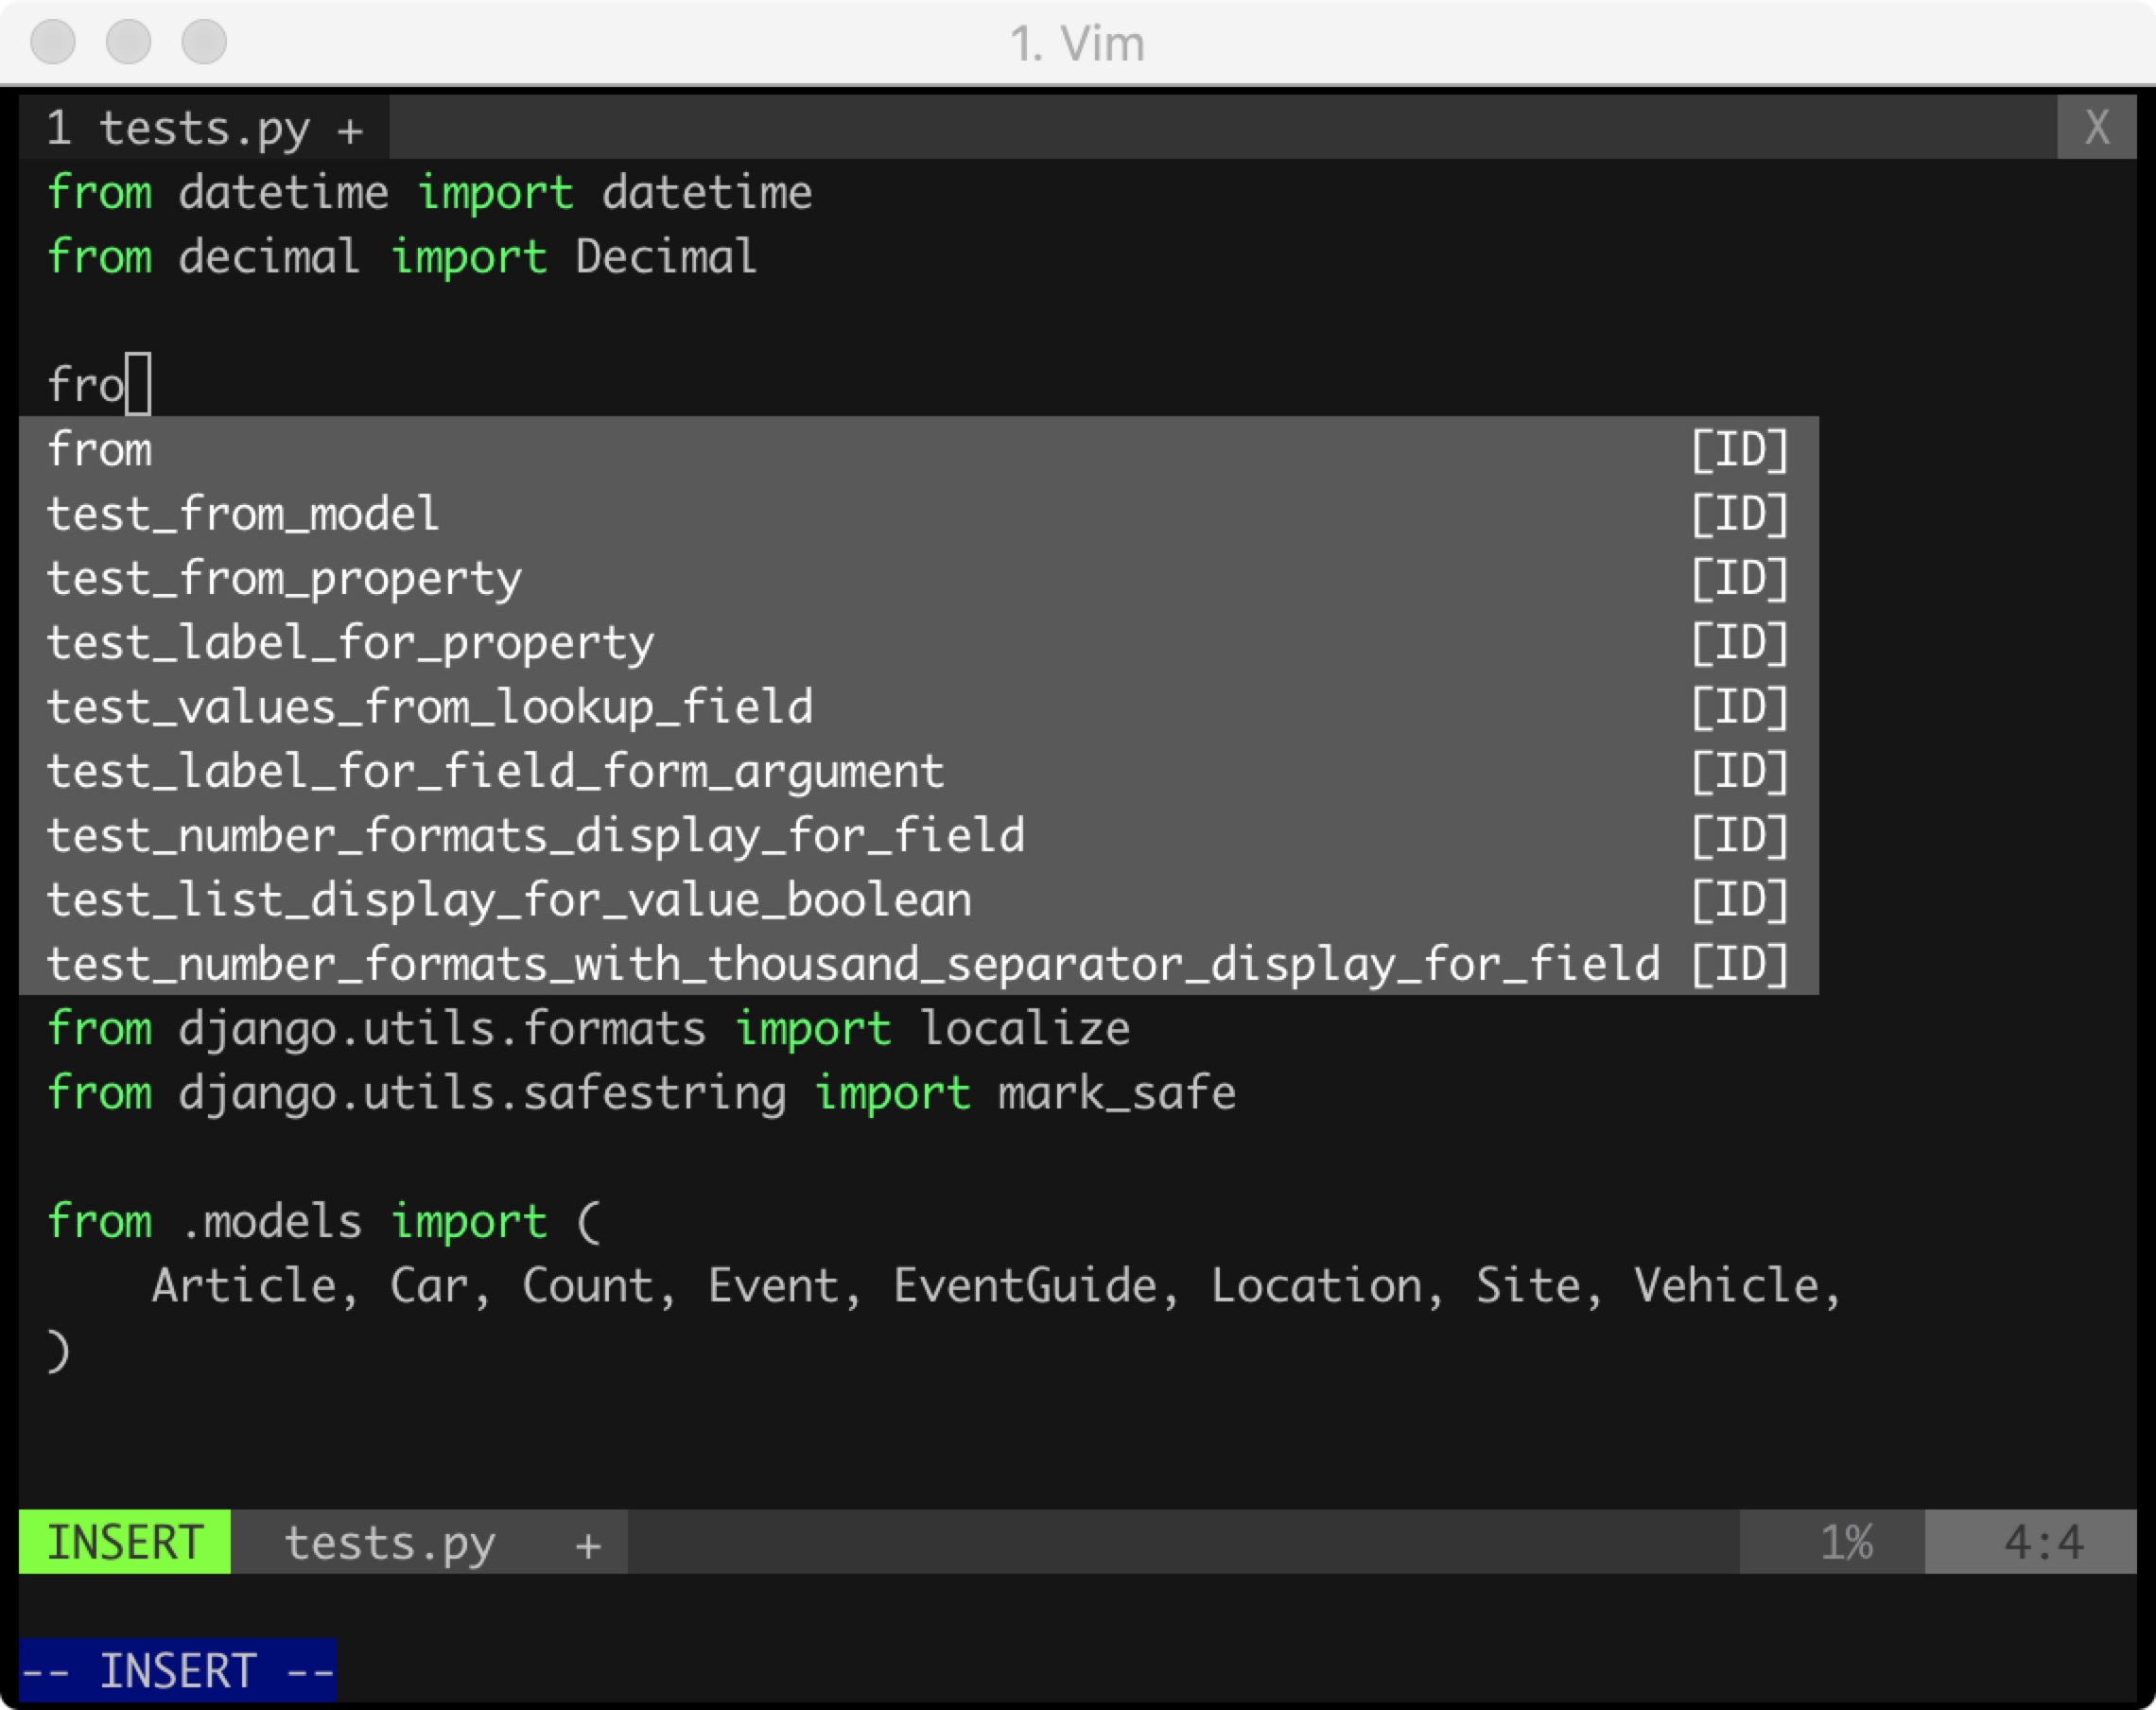 1. Vim
1 tests.py + X
from datetime import datetime
from decimal import Decimal
fro
from [ID]
test_from_model [ID]
test_from_property [ID]
test_label_for_property [ID]
test_values_from_lookup_field [ID]
test_label_for_field_form_argument [ID]
test_number_formats_display_for_field [ID]
test_list_display_for_value_boolean [ID]
test_number_formats_with_thousand_separator_display_for_field [ID]
from django.utils.formats import localize
from django.utils.safestring import mark_safe
from .models import (
    Article, Car, Count, Event, EventGuide, Location, Site, Vehicle,
)
INSERT tests.py + 1% 4:4
-- INSERT --